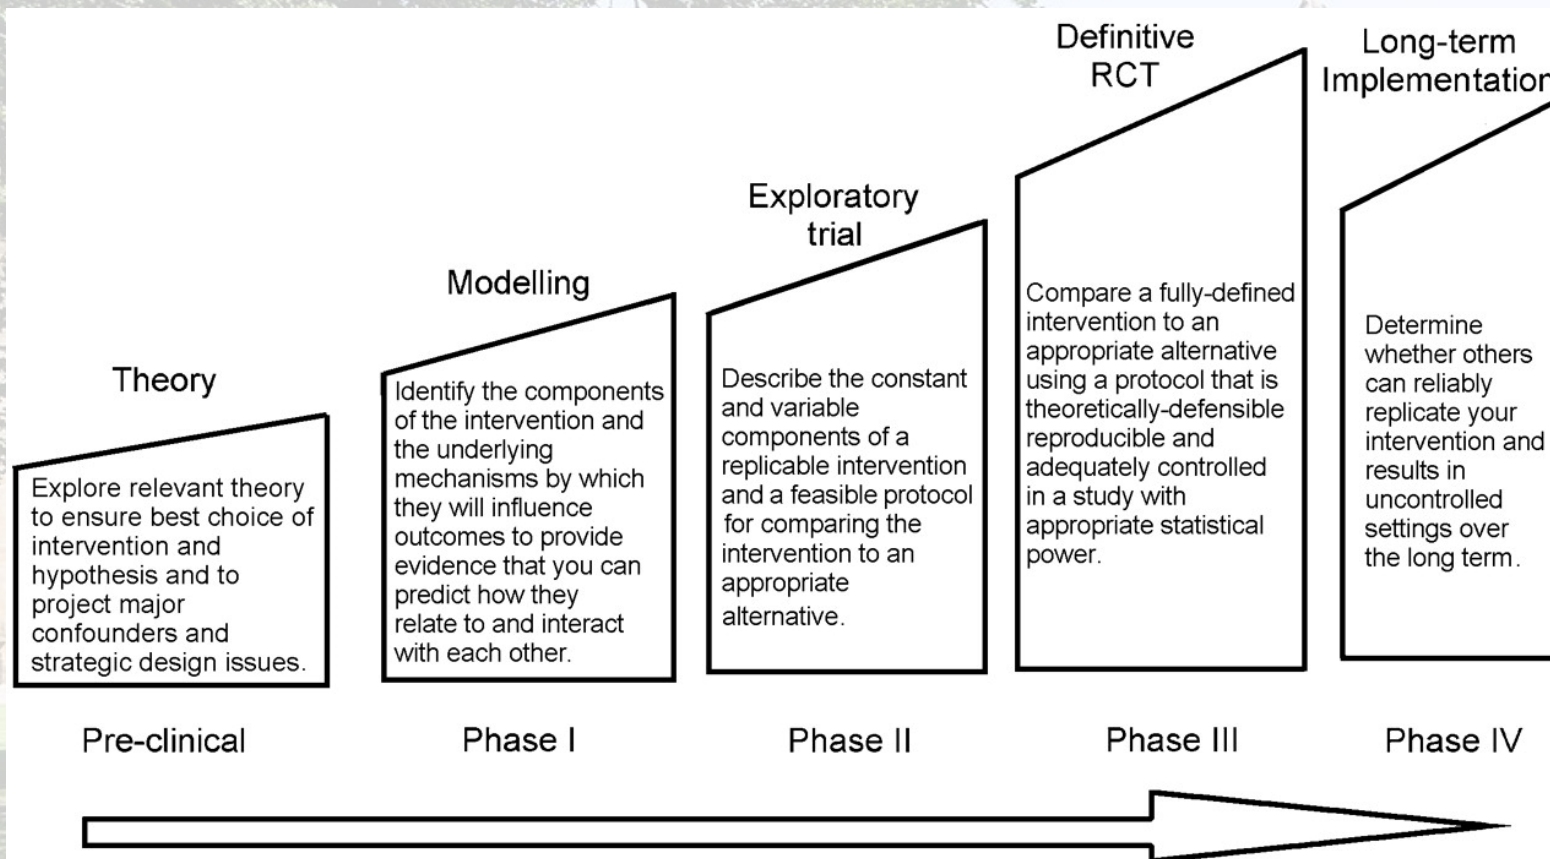 Theory
Explore relevant theory
to ensure best choice of
intervention and
hypothesis and to
project major
confounders and
strategic design issues.
Pre-clinical
Modelling
Identify the components
of the intervention and
the underlying
mechanisms by which
they will influence
outcomes to provide
evidence that you can
predict how they
relate to and interact
with each other.
Phase I
Exploratory
trial
Describe the constant
and variable
components of a
replicable intervention
and a feasible protocol
for comparing the
intervention to an
appropriate
alternative.
Phase II
Definitive
RCT
Compare a fully-defined
intervention to an
appropriate alternative
using a protocol that is
theoretically-defensible
reproducible and
adequately controlled
in a study with
appropriate statistical
power.
Phase III
Long-term
Implementation
Determine
whether others
can reliably
replicate your
intervention and
results in
uncontrolled
settings over
the long term.
Phase IV